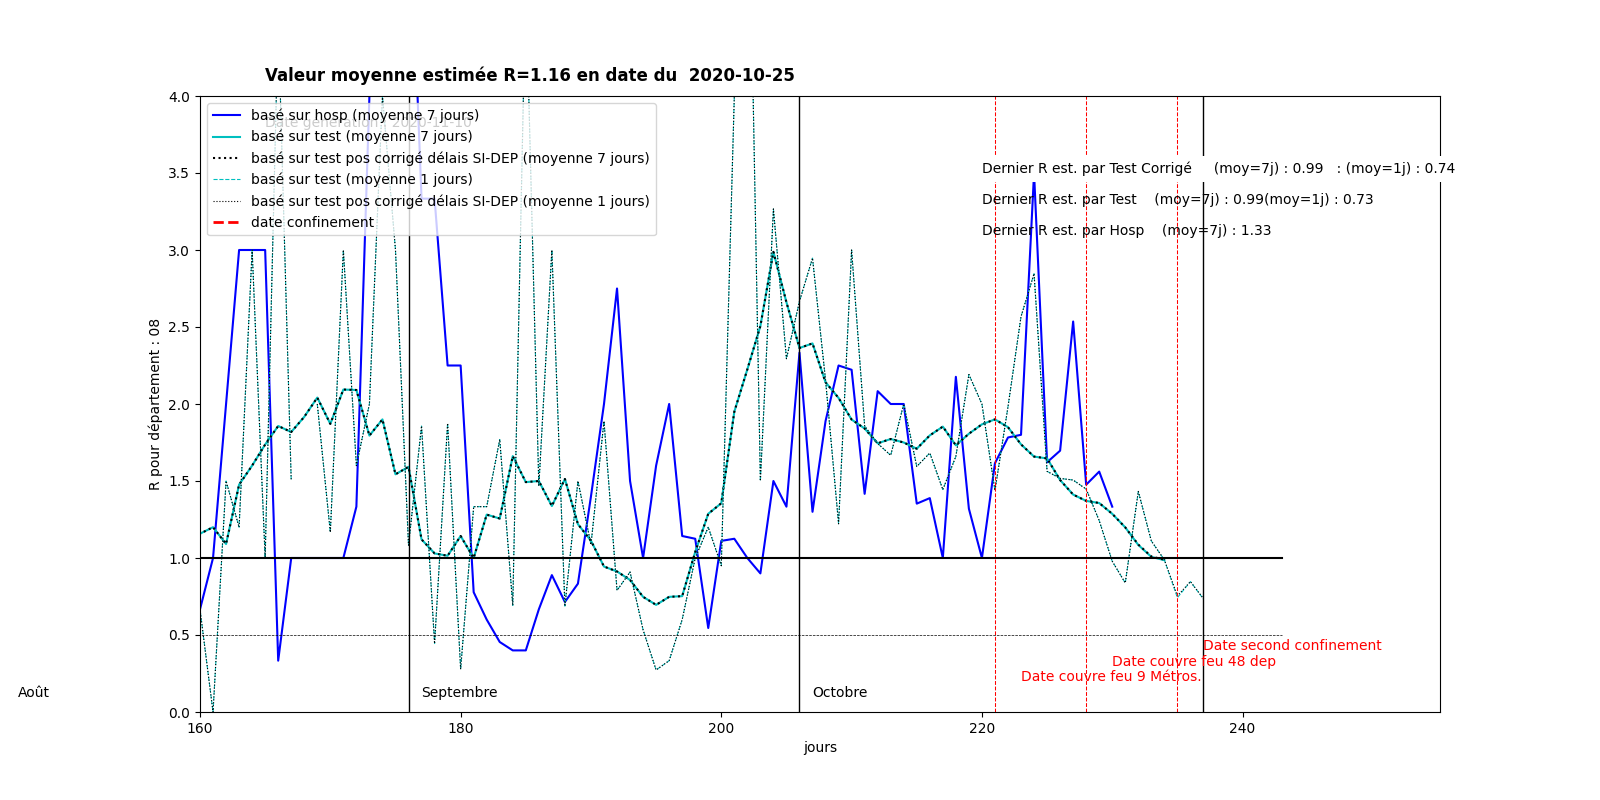 Valeur moyenne estimée R=1.16 en date du  2020-10-25
Date génération : 2020-11-10
basé sur hosp (moyenne 7 jours)
basé sur test (moyenne 7 jours)
basé sur test pos corrigé délais SI-DEP (moyenne 7 jours)
basé sur test (moyenne 1 jours)
basé sur test pos corrigé délais SI-DEP (moyenne 1 jours)
date confinement
Dernier R est. par Test Corrigé     (moy=7j) : 0.99   : (moy=1j) : 0.74
Dernier R est. par Test    (moy=7j) : 0.99(moy=1j) : 0.73
Dernier R est. par Hosp    (moy=7j) : 1.33
4.0
3.5
3.0
2.5
2.0
1.5
1.0
0.5
0.0
R pour département : 08
Date second confinement
Date couvre feu 48 dep
Date couvre feu 9 Métros.
Août
Septembre
Octobre
160
180
200
220
240
jours